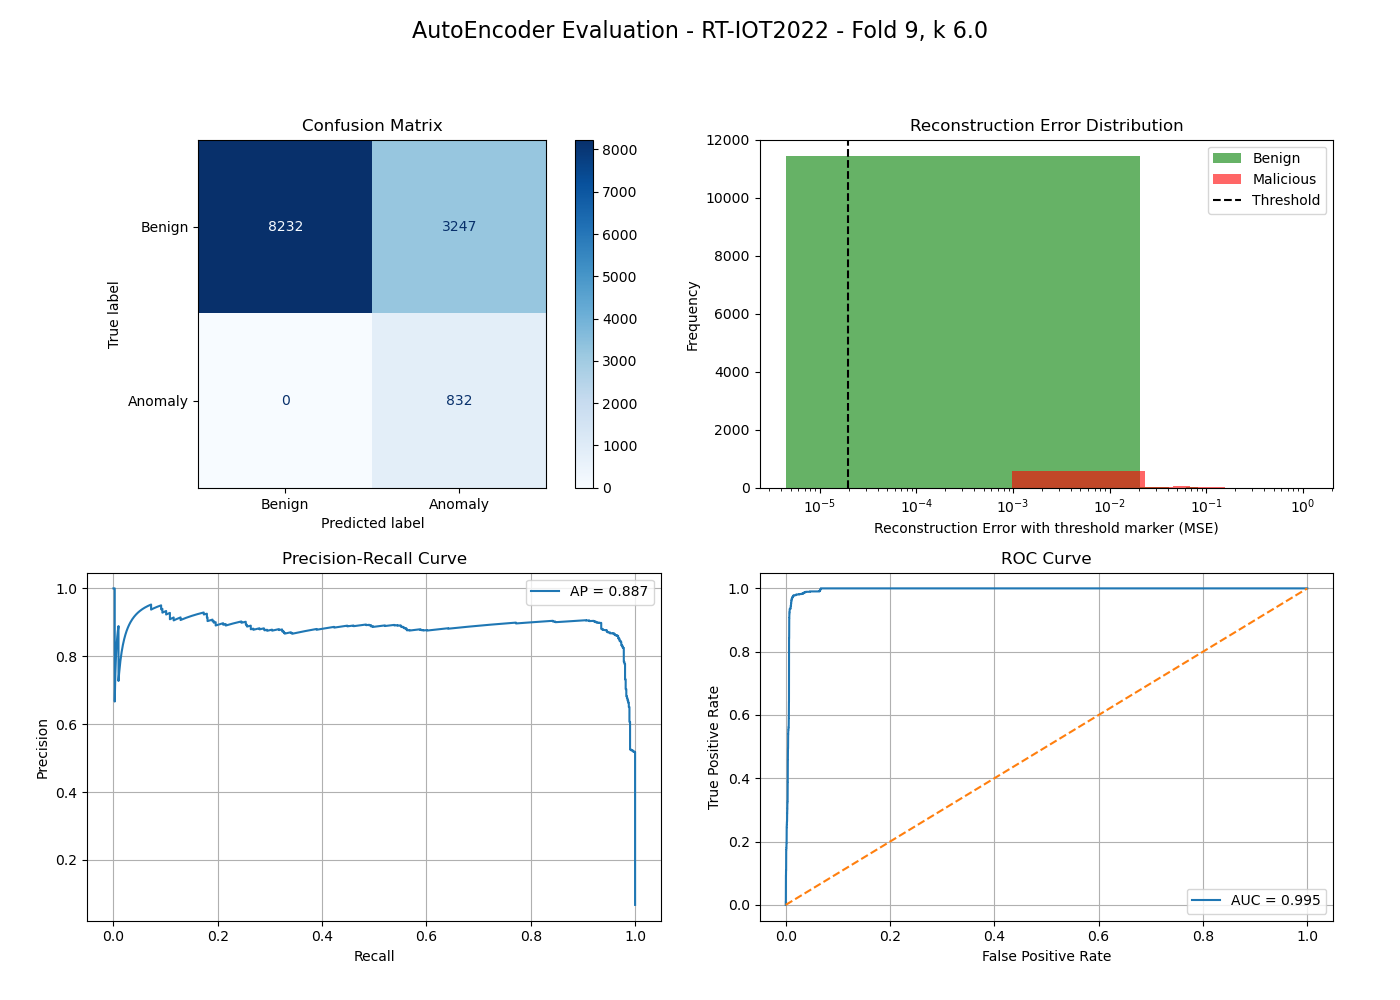 AutoEncoder Evaluation - RT-IOT2022 - Fold 9, k 6.0
Confusion Matrix
True label
Benign
Anomaly
8232
3247
0
832
Benign
Anomaly
Predicted label
8000
7000
6000
5000
4000
3000
2000
1000
0
Reconstruction Error Distribution
Frequency
12000
10000
8000
6000
4000
2000
0
Benign
Malicious
Threshold
10⁻⁵
10⁻⁴
10⁻³
10⁻²
10⁻¹
10⁰
Reconstruction Error with threshold marker (MSE)
Precision-Recall Curve
Precision
1.0
0.8
0.6
0.4
0.2
AP = 0.887
0.0
0.2
0.4
0.6
0.8
1.0
Recall
ROC Curve
True Positive Rate
1.0
0.8
0.6
0.4
0.2
0.0
AUC = 0.995
0.0
0.2
0.4
0.6
0.8
1.0
False Positive Rate